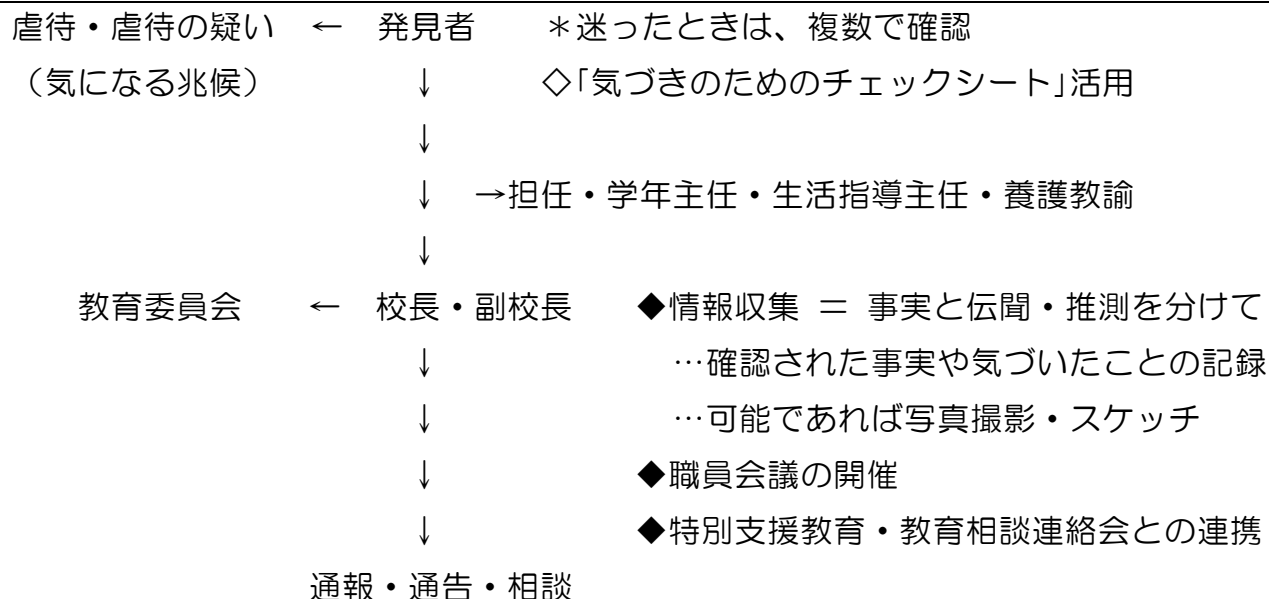 虐待・虐待の疑い ← 発見者 ＊迷ったときは、複数で確認
（気になる兆候） ↓ ◇「気づきのためのチェックシート」活用
↓
↓ →担任・学年主任・生活指導主任・養護教諭
↓
教育委員会 ← 校長・副校長 ◆情報収集 ＝ 事実と伝聞・推測を分けて
↓ …確認された事実や気づいたことの記録
↓ …可能であれば写真撮影・スケッチ
↓ ◆職員会議の開催
↓ ◆特別支援教育・教育相談連絡会との連携
通報・通告・相談